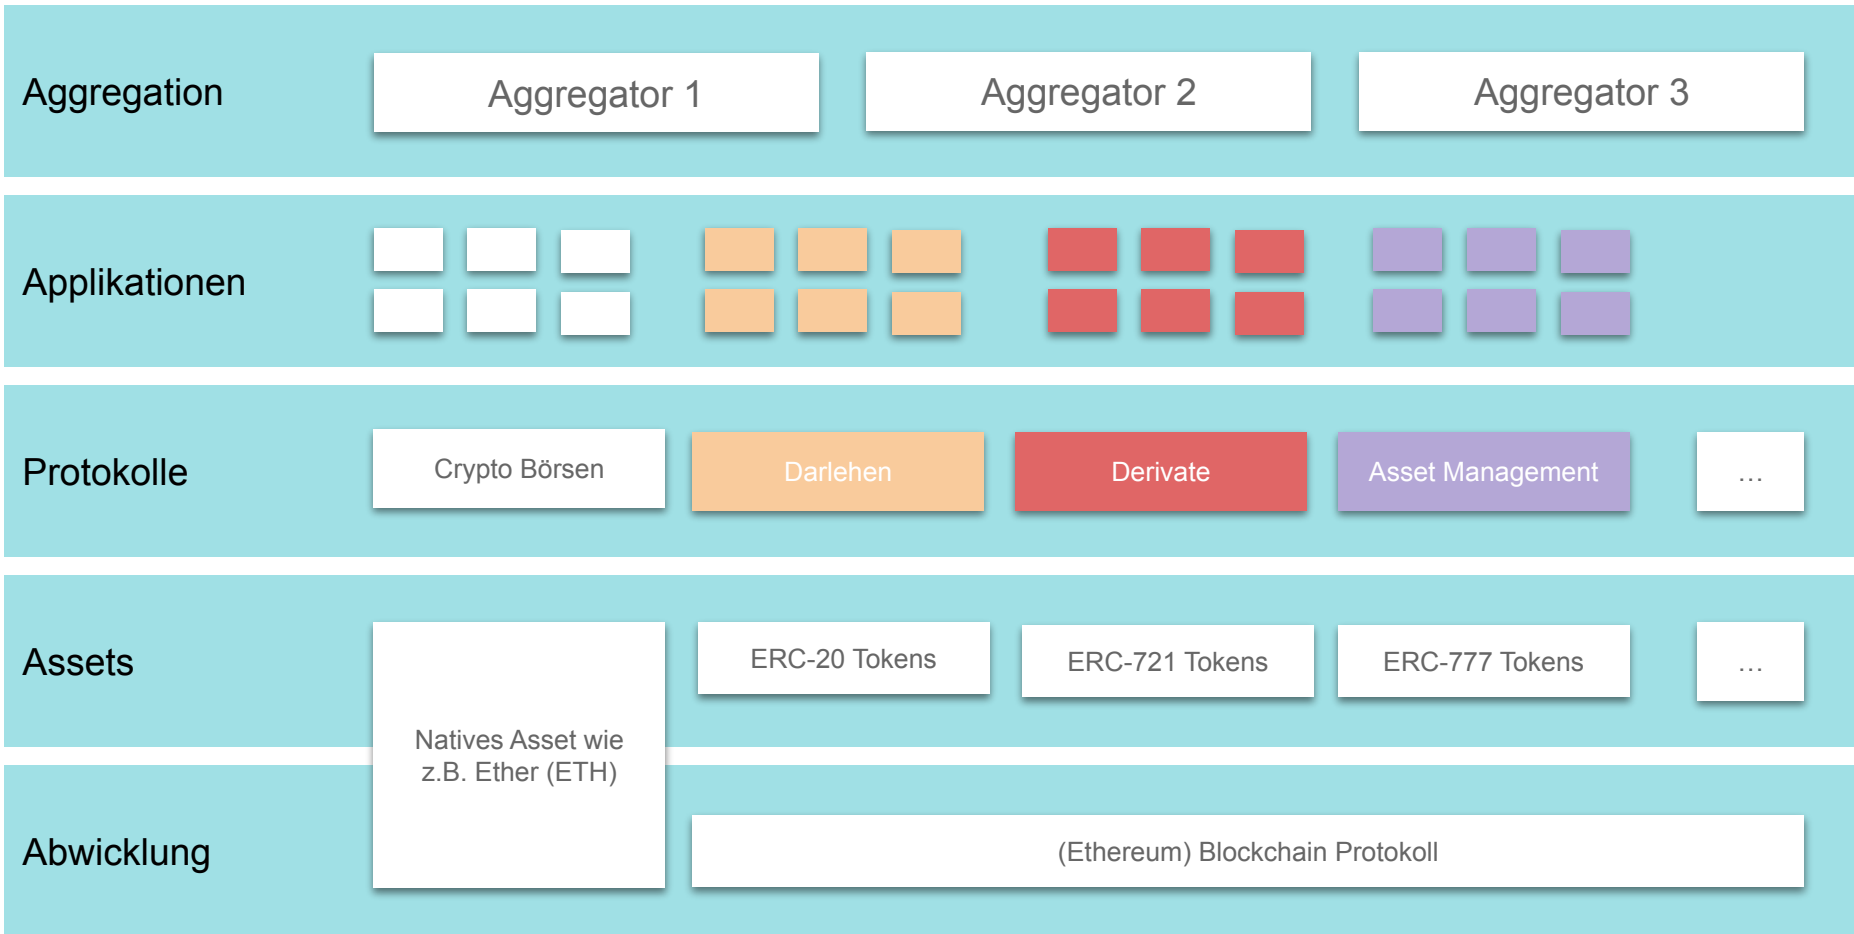 Aggregation
Aggregator 1
Aggregator 2
Aggregator 3
Applikationen
Protokolle
Crypto Börsen
Darlehen
Derivate
Asset Management
...
Assets
Natives Asset wie
z.B. Ether (ETH)
ERC-20 Tokens
ERC-721 Tokens
ERC-777 Tokens
...
Abwicklung
(Ethereum) Blockchain Protokoll